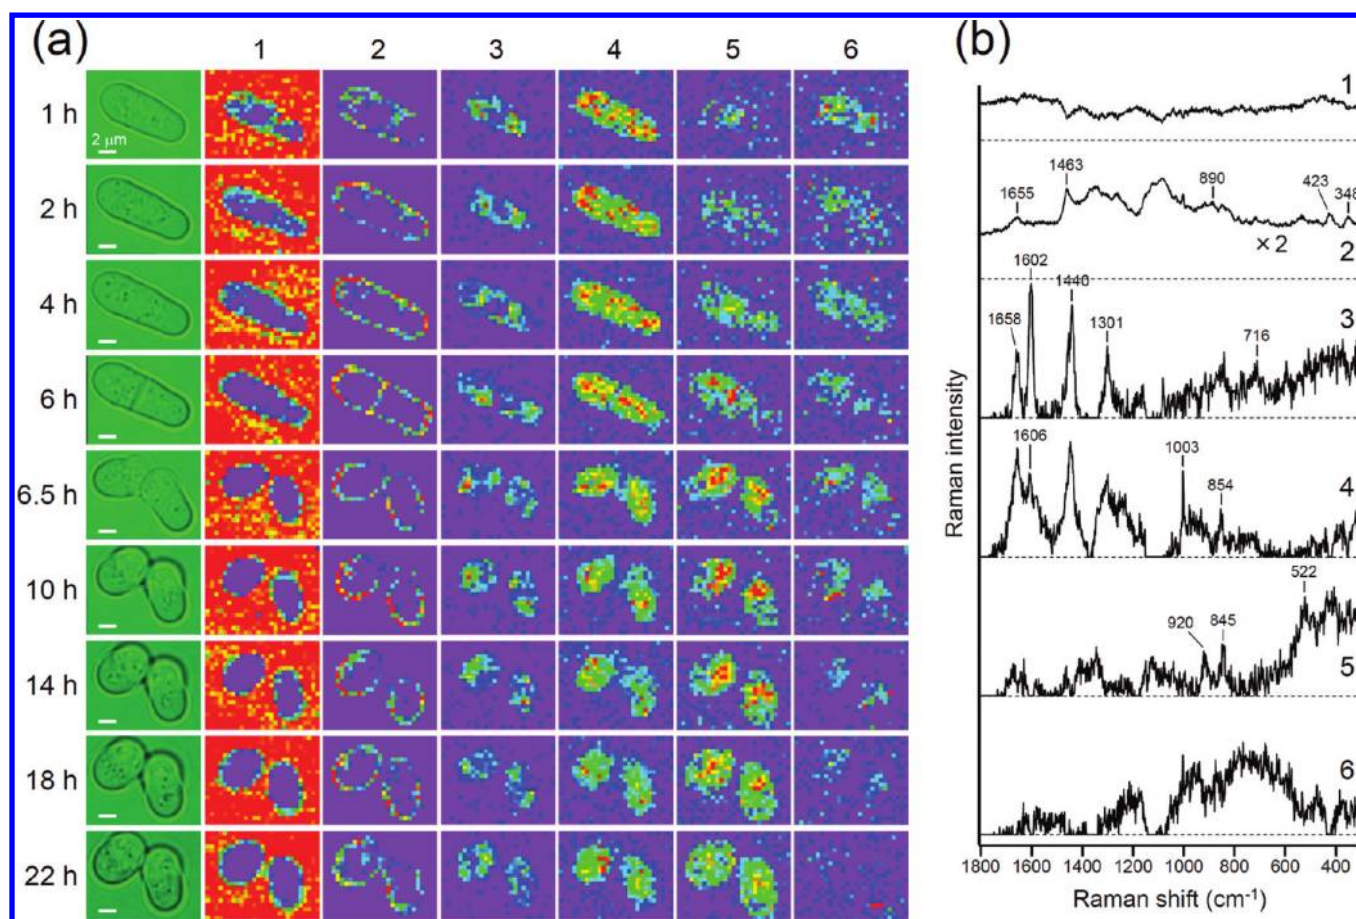 (a) (b)
1 2 3 4 5 6
1 h
2 μm
2 h
4 h
6 h
6.5 h
10 h
14 h
18 h
22 h
Raman intensity
1
1655 1463 890 423 348
×2 2
1658 1602 1440 1301 716 3
1606 1003 854 4
920 845 522 5
6
1800 1600 1400 1200 1000 800 600 400
Raman shift (cm⁻¹)